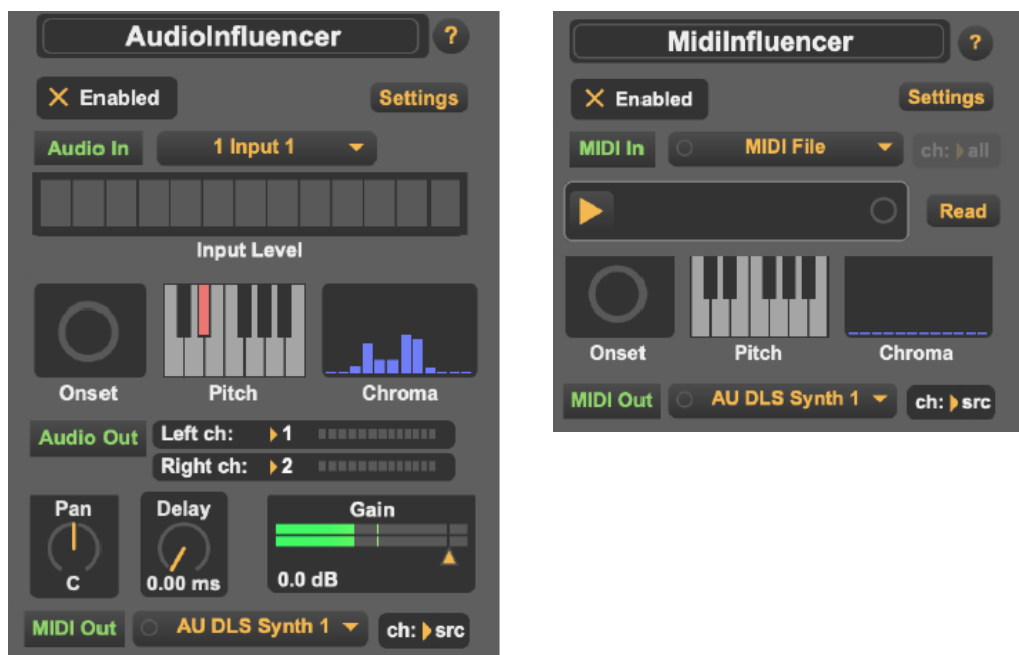 AudioInfluencer ?
Enabled Settings
Audio In 1 Input 1
Input Level
Onset Pitch Chroma
Audio Out Left ch: 1
Right ch: 2
Pan Delay Gain
C 0.00 ms 0.0 dB
MIDI Out AU DLS Synth 1 ch: src
MidiInfluencer ?
Enabled Settings
MIDI In MIDI File ch: all
Read
Onset Pitch Chroma
MIDI Out AU DLS Synth 1 ch: src